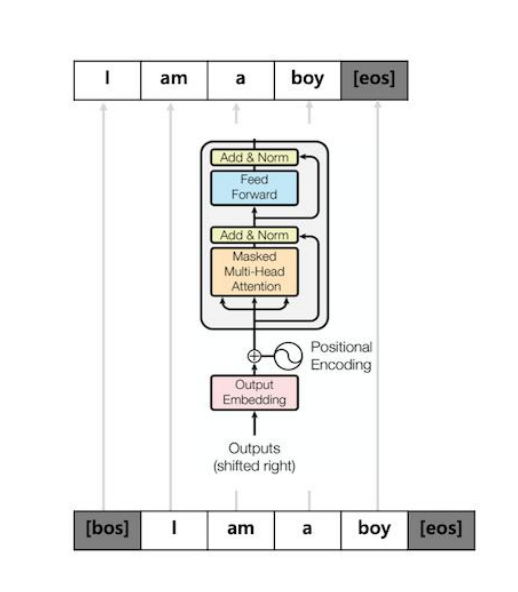 I am a boy [eos]
Add & Norm
Feed
Forward
Add & Norm
Masked
Multi-Head
Attention
Positional
Encoding
Output
Embedding
Outputs
(shifted right)
[bos] I am a boy [eos]